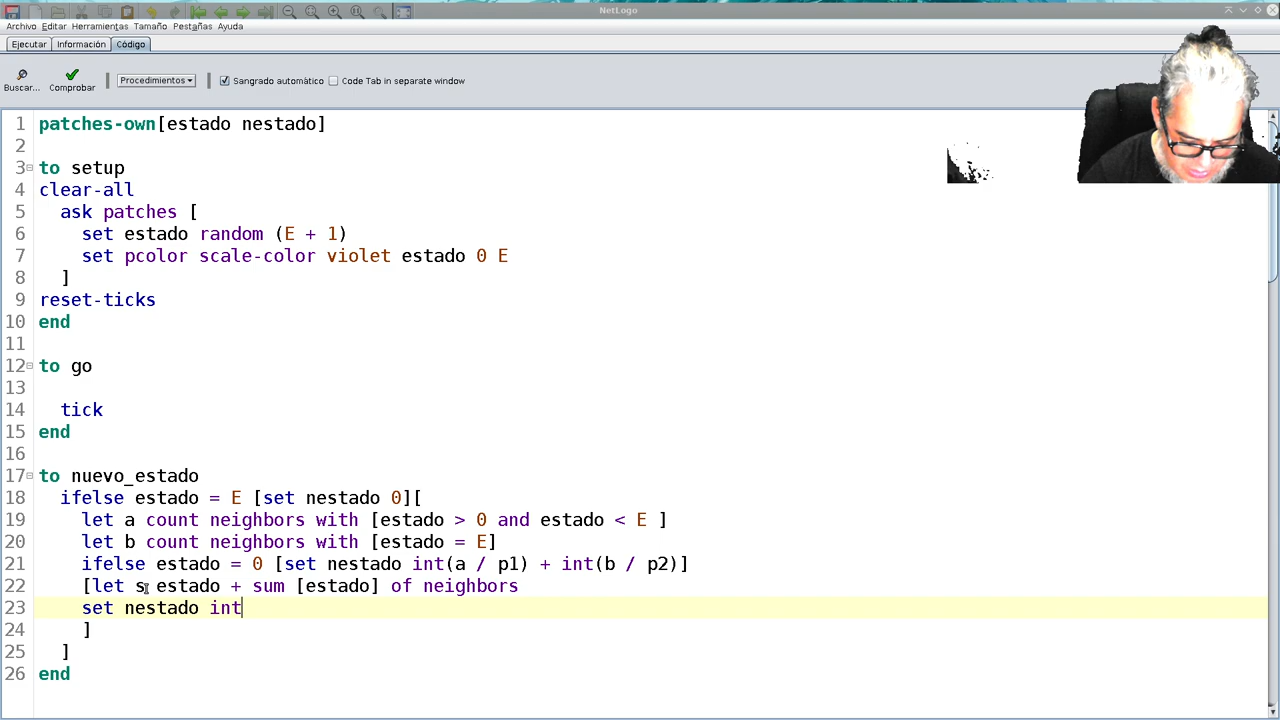 NetLogo
Archivo Editar Herramientas Tamaño Pestañas Ayuda
Ejecutar Información Código
Buscar... Comprobar Procedimientos Sangrado automático Code Tab in separate window
1 patches-own[estado nestado]
2
3 to setup
4 clear-all
5 ask patches [
6 set estado random (E + 1)
7 set pcolor scale-color violet estado 0 E
8 ]
9 reset-ticks
10 end
11
12 to go
13
14 tick
15 end
16
17 to nuevo_estado
18 ifelse estado = E [set nestado 0][
19 let a count neighbors with [estado > 0 and estado < E ]
20 let b count neighbors with [estado = E]
21 ifelse estado = 0 [set nestado int(a / p1) + int(b / p2)]
22 [let s estado + sum [estado] of neighbors
23 set nestado int
24 ]
25 ]
26 end